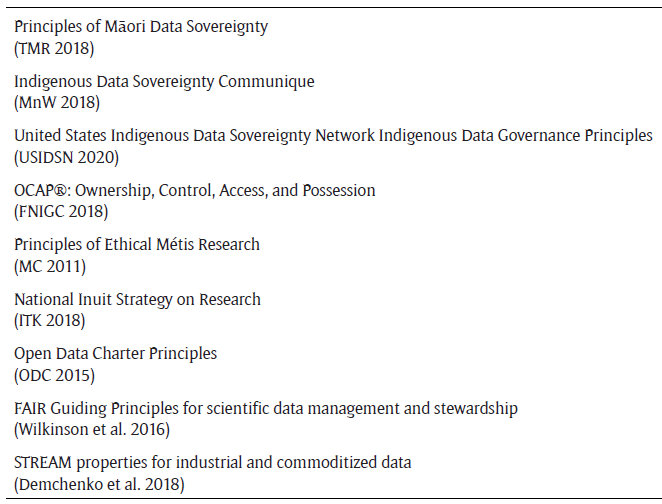 Principles of Māori Data Sovereignty
(TMR 2018)
Indigenous Data Sovereignty Communique
(MnW 2018)
United States Indigenous Data Sovereignty Network Indigenous Data Governance Principles
(USIDSN 2020)
OCAP®: Ownership, Control, Access, and Possession
(FNIGC 2018)
Principles of Ethical Métis Research
(MC 2011)
National Inuit Strategy on Research
(ITK 2018)
Open Data Charter Principles
(ODC 2015)
FAIR Guiding Principles for scientific data management and stewardship
(Wilkinson et al. 2016)
STREAM properties for industrial and commoditized data
(Demchenko et al. 2018)